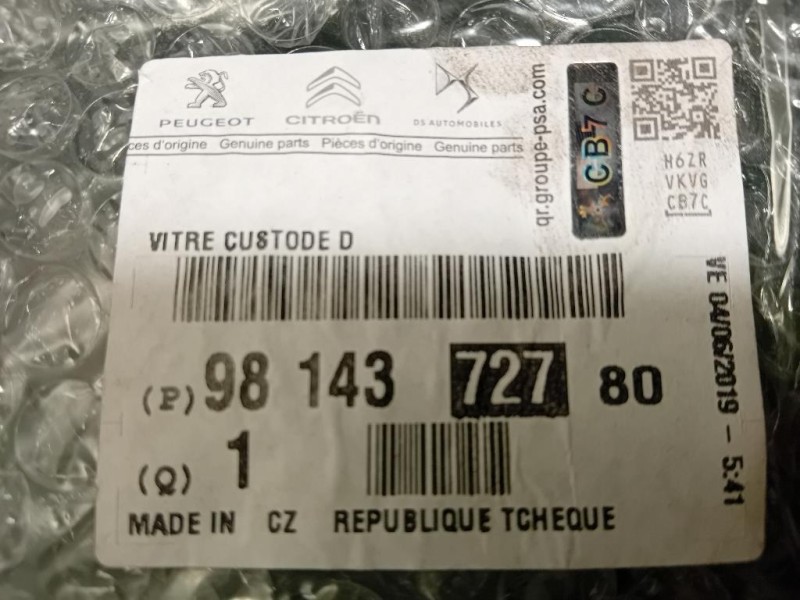 PEUGEOT CITROËN DS AUTOMOBILES
ces d'origine Genuine parts Pièces d'origine Genuine parts
qr.groupe-psa.com
CB7C
H6ZR
VKVG
CB7C
VITRE CUSTODE D
(P) 98 143 727 80
(Q) 1
MADE IN CZ REPUBLIQUE TCHEQUE
VE 04/06/2019 - 5:41